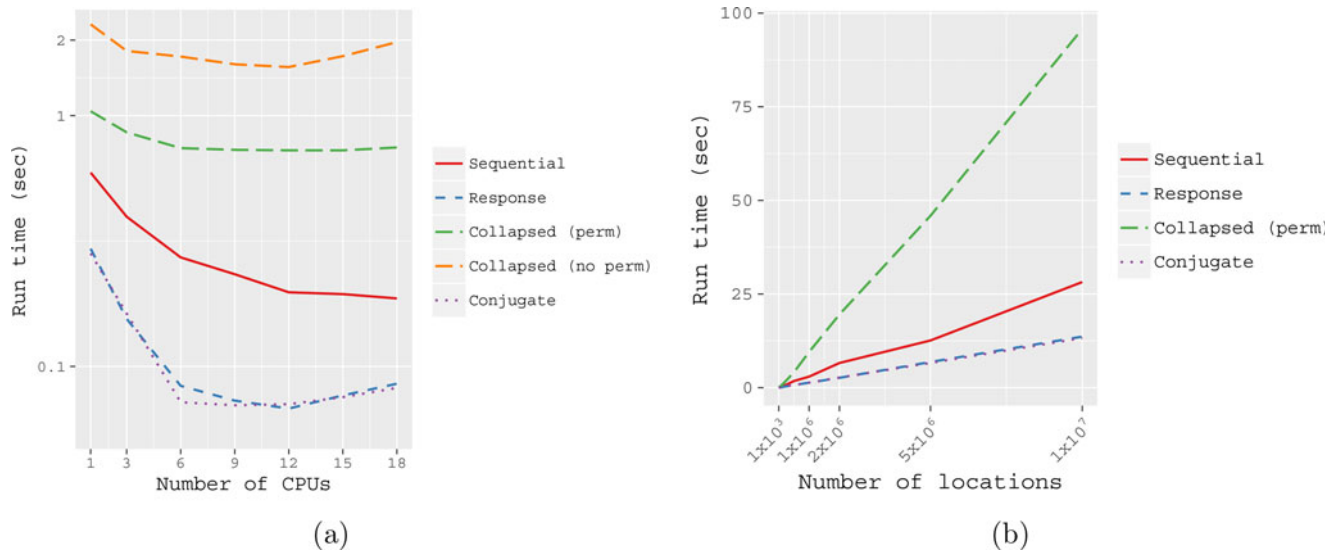 2
1
0.1
Run time (sec)
1 3 6 9 12 15 18
Number of CPUs
Sequential
Response
Collapsed (perm)
Collapsed (no perm)
Conjugate
(a)
100
75
50
25
0
Run time (sec)
1x10³ 1x10⁶ 2x10⁶ 5x10⁶ 1x10⁷
Number of locations
Sequential
Response
Collapsed (perm)
Conjugate
(b)